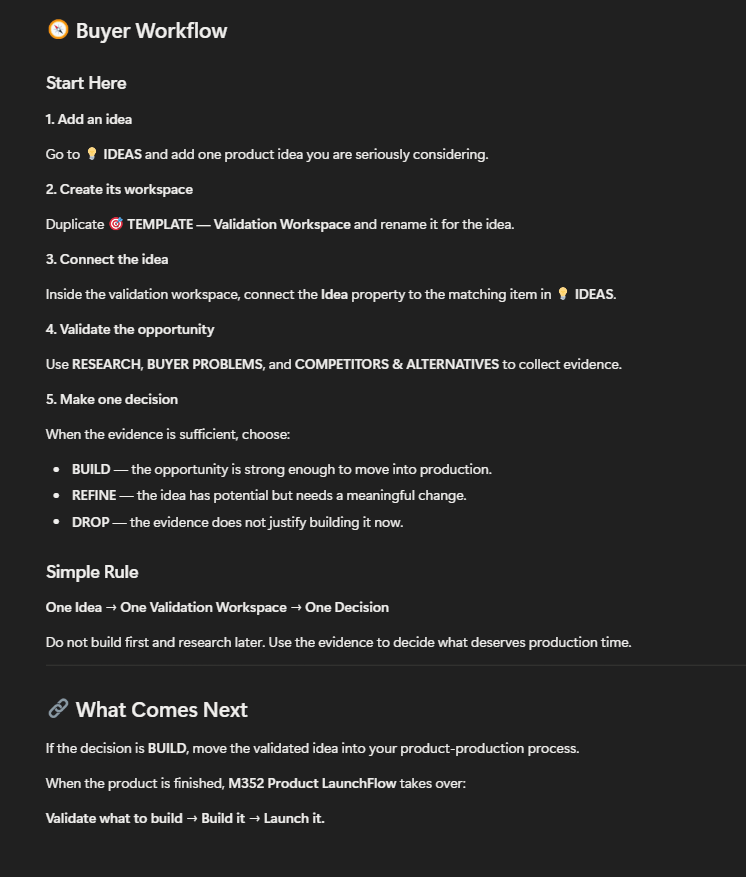 🧭 Buyer Workflow
Start Here
1. Add an idea
Go to 💡 IDEAS and add one product idea you are seriously considering.
2. Create its workspace
Duplicate 🎯 TEMPLATE — Validation Workspace and rename it for the idea.
3. Connect the idea
Inside the validation workspace, connect the Idea property to the matching item in 💡 IDEAS.
4. Validate the opportunity
Use RESEARCH, BUYER PROBLEMS, and COMPETITORS & ALTERNATIVES to collect evidence.
5. Make one decision
When the evidence is sufficient, choose:
• BUILD — the opportunity is strong enough to move into production.
• REFINE — the idea has potential but needs a meaningful change.
• DROP — the evidence does not justify building it now.
Simple Rule
One Idea → One Validation Workspace → One Decision
Do not build first and research later. Use the evidence to decide what deserves production time.
🔗 What Comes Next
If the decision is BUILD, move the validated idea into your product-production process.
When the product is finished, M352 Product LaunchFlow takes over:
Validate what to build → Build it → Launch it.